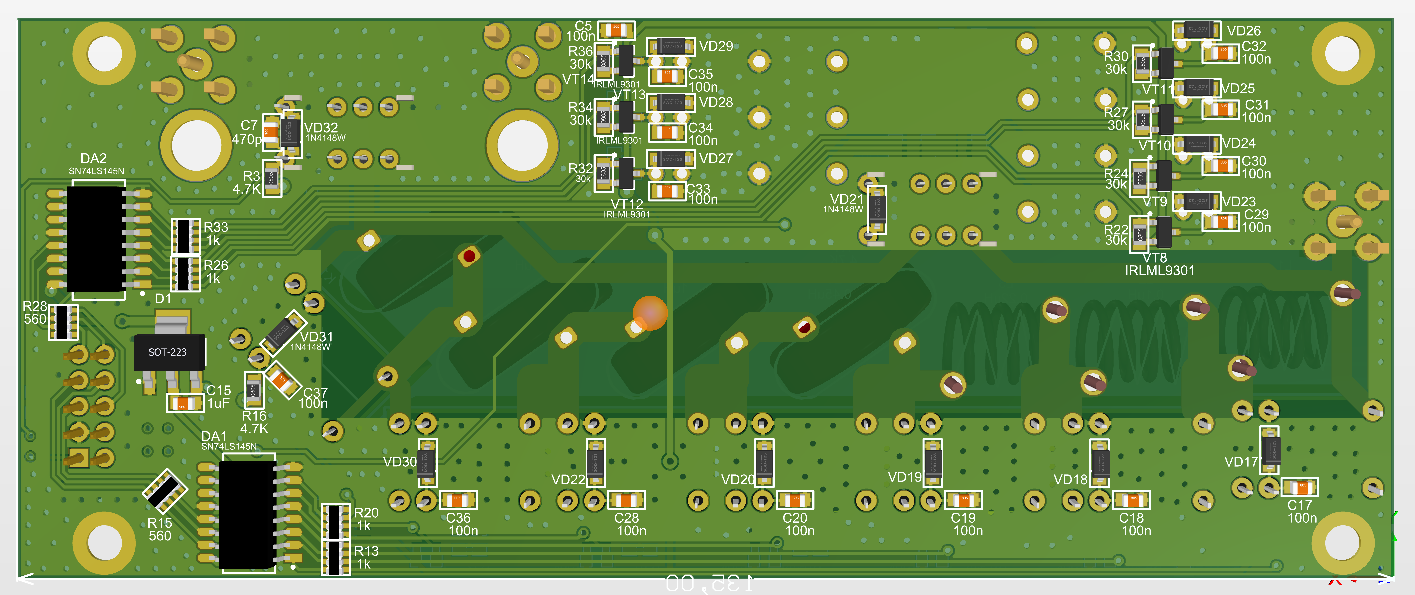 C5
100n
R36
30k
VT14
IRLML9301
VD29
C35
100n
VT13
R34
30k
IRLML9301
VD28
C34
100n
R32
30k
VD27
C33
100n
VT12
IRLML9301
VD26
C32
100n
R30
30k
VT11
VD25
C31
100n
R27
30k
VT10
VD24
C30
100n
R24
30k
VT9
VD23
C29
100n
R22
30k
VT8
IRLML9301
C7
470p
VD32
1N4148W
R3
4.7K
DA2
SN74LS145N
R33
1k
R26
1k
VD21
1N4148W
D1
R28
560
SOT-223
VD31
1N4148W
C15
1uF
C37
100n
R16
4.7K
DA1
SN74LS145N
R15
560
R20
1k
R13
1k
VD30
C36
100n
VD22
C28
100n
VD20
C20
100n
VD19
C19
100n
VD18
C18
100n
VD17
C17
100n
135,00